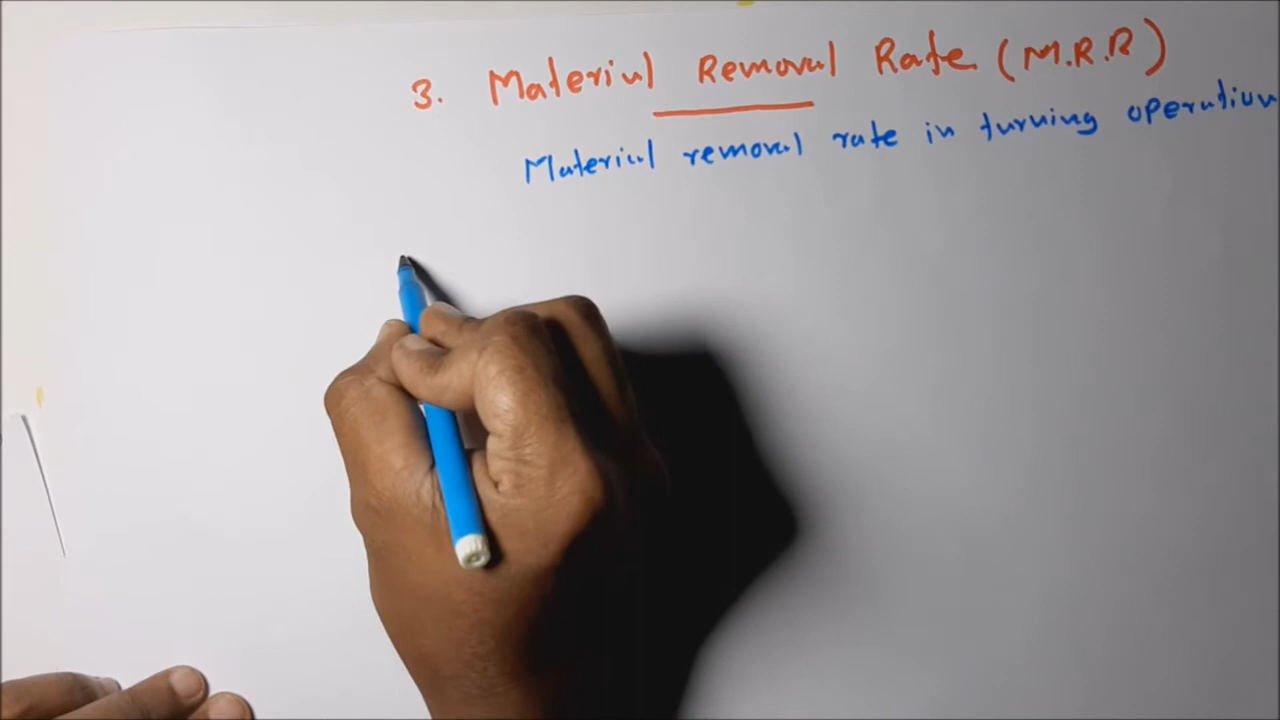 3. Material Removal Rate (M.R.R)
Material removal rate in turning operation